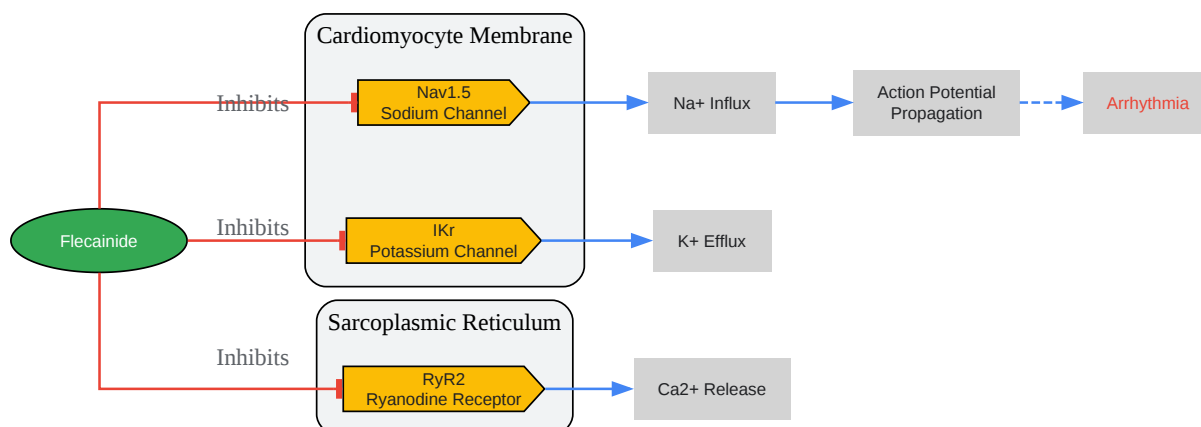 Cardiomyocyte Membrane
Inhibits
Nav1.5
Sodium Channel
Na+ Influx
Action Potential
Propagation
Arrhythmia
Flecainide
Inhibits
IKr
Potassium Channel
K+ Efflux
Sarcoplasmic Reticulum
Inhibits
RyR2
Ryanodine Receptor
Ca2+ Release